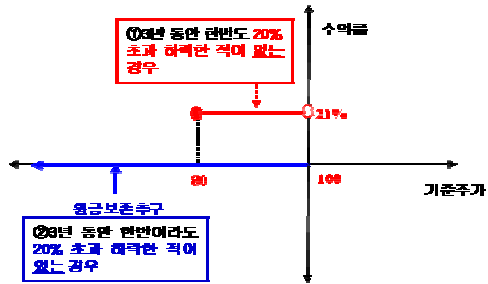 ①3년 동안 한번도 20%
초과 하락한 적이 없는
경우
수익률
21%
80
100
기준주가
원금보존추구
②3년 동안 한번이라도
20% 초과 하락한 적이
있는 경우